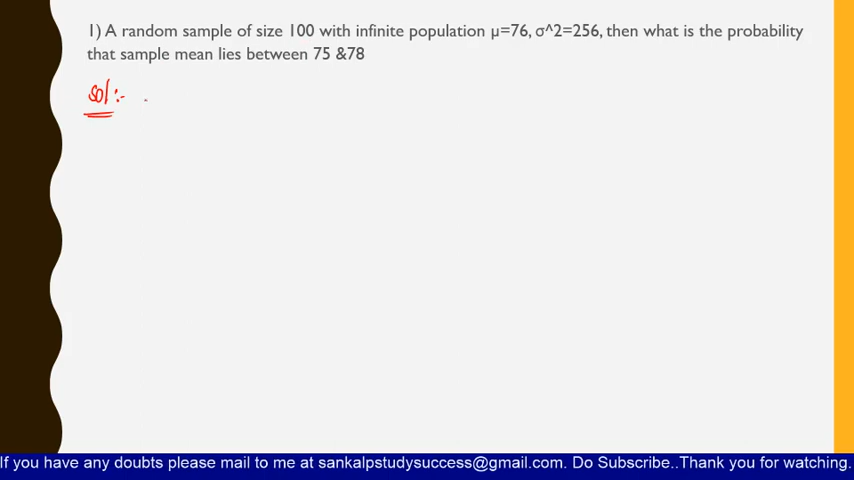 1) A random sample of size 100 with infinite population μ=76, σ^2=256, then what is the probability
that sample mean lies between 75 &78
Sol:-
If you have any doubts please mail to me at sankalpstudysuccess@gmail.com. Do Subscribe..Thank you for watching.